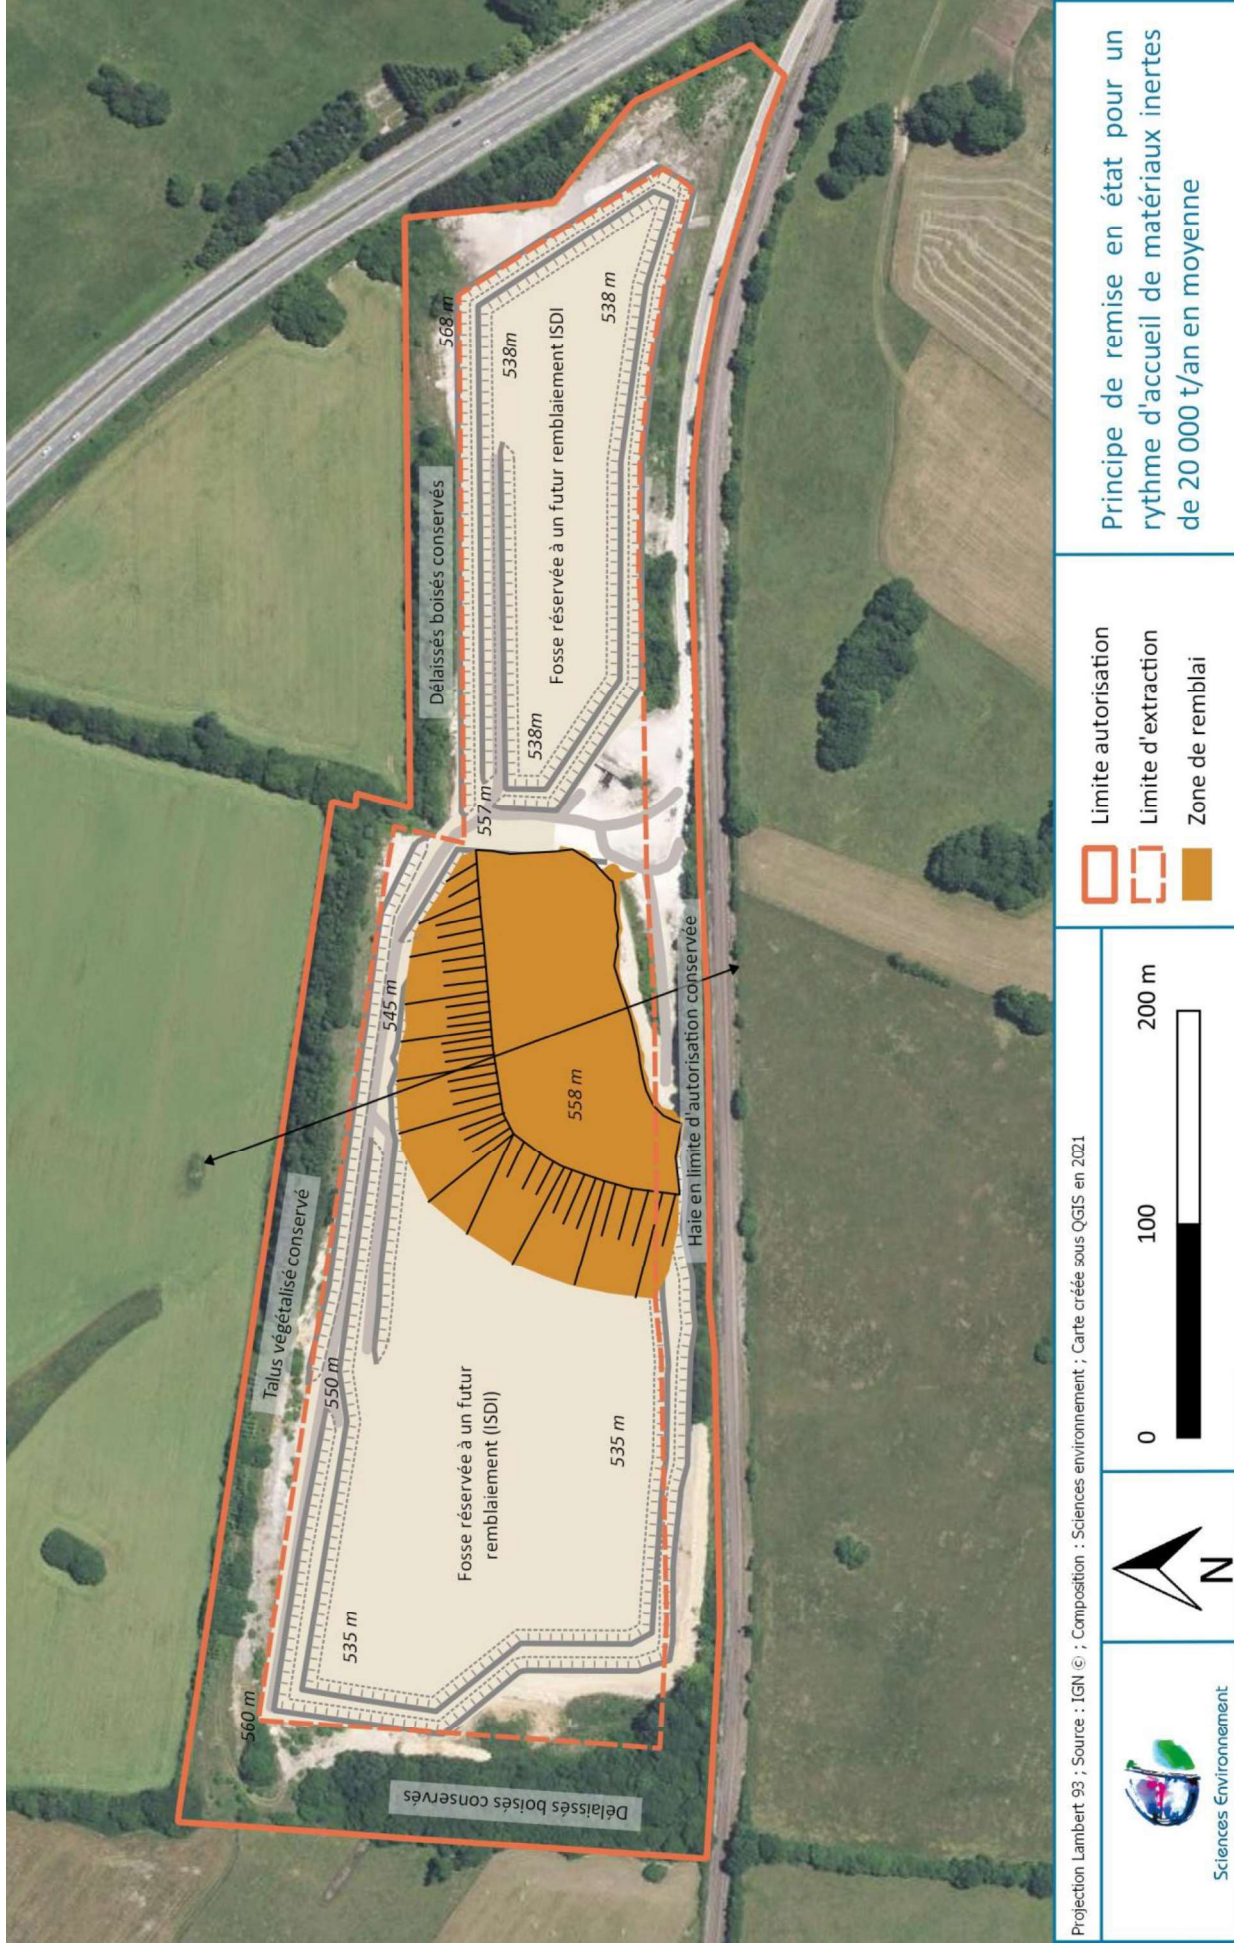 Délaissés boisés conservés
568 m
538m
538 m
Fosse réservée à un futur remblaiement ISDI
538m
557 m
Talus végétalisé conservé
545 m
558 m
Haie en limite d'autorisation conservée
550 m
Fosse réservée à un futur
remblaiement (ISDI)
535 m
535 m
560 m
Délaissés boisés conservés
Projection Lambert 93 ; Source : IGN © ; Composition : Sciences environnement ; Carte créée sous QGIS en 2021
Sciences Environnement
N
0
100
200 m
Limite autorisation
Limite d'extraction
Zone de remblai
Principe de remise en état pour un
rythme d'accueil de matériaux inertes
de 20 000 t/an en moyenne